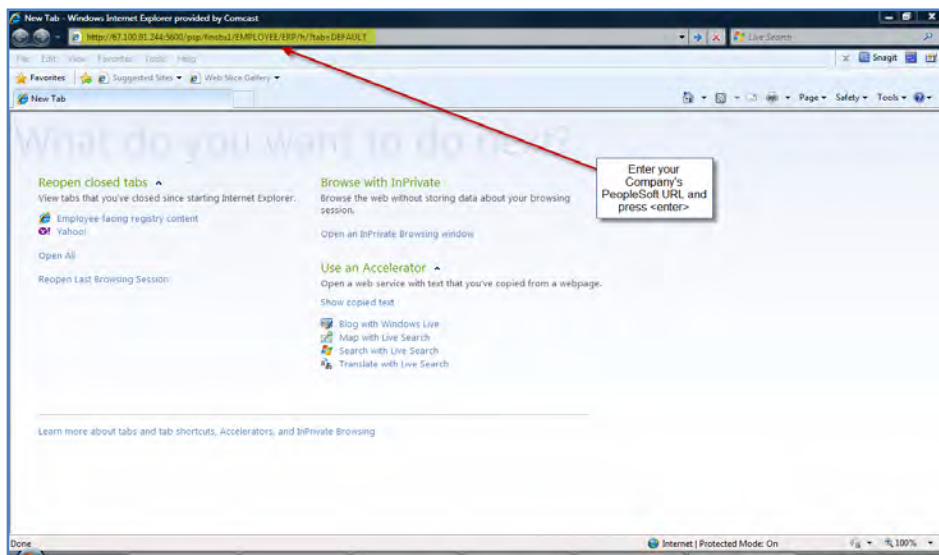 New Tab - Windows Internet Explorer provided by Comcast
http://67.100.81.244:5600/psp/finsbx1/EMPLOYEE/ERP/h/?tab=DEFAULT
Live Search
File Edit View Favorites Tools Help
Snagit
Favorites Suggested Sites Web Slice Gallery
New Tab
Page Safety Tools
What do you want to do next?
Enter your
Company's
PeopleSoft URL and
press <enter>
Reopen closed tabs
View tabs that you've closed since starting Internet Explorer.
Employee-facing registry content
Yahoo!
Open All
Reopen Last Browsing Session
Browse with InPrivate
Browse the web without storing data about your browsing
session.
Open an InPrivate Browsing window
Use an Accelerator
Open a web service with text that you've copied from a webpage.
Show copied text
Blog with Windows Live
Map with Live Search
Search with Live Search
Translate with Live Search
Learn more about tabs and tab shortcuts, Accelerators, and InPrivate Browsing
Done
Internet | Protected Mode: On
100%